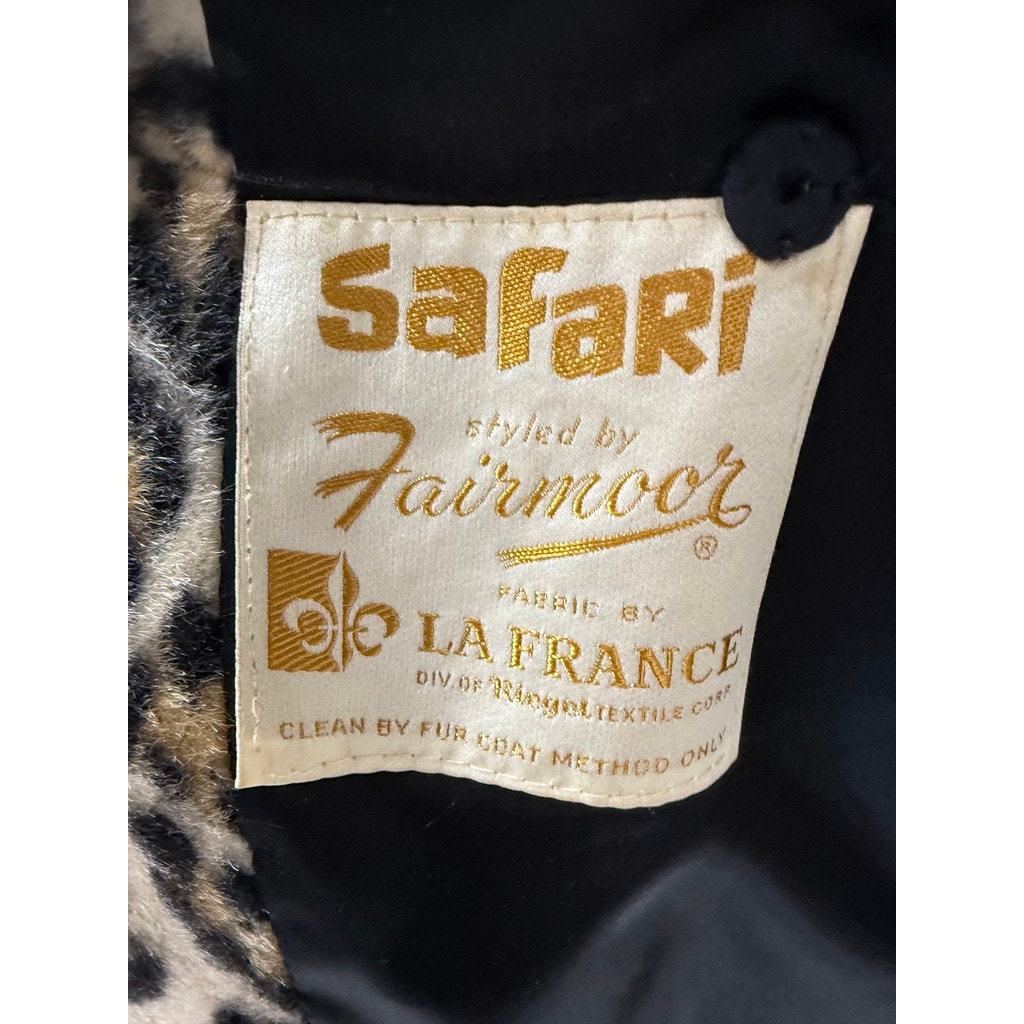 Safari
styled by
Fairmoor
®
FABRIC BY
LA FRANCE
DIV. OF Riegel TEXTILE CORP.
CLEAN BY FUR COAT METHOD ONLY